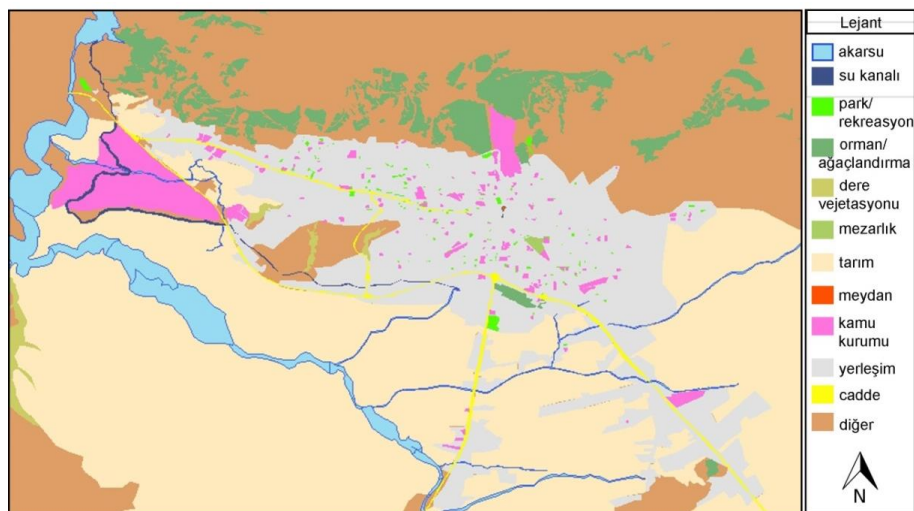 Lejant
akarsu
su kanalı
park/
rekreasyon
orman/
ağaçlandırma
dere
vejetasyonu
mezarlık
tarım
meydan
kamu
kurumu
yerleşim
cadde
diğer
N